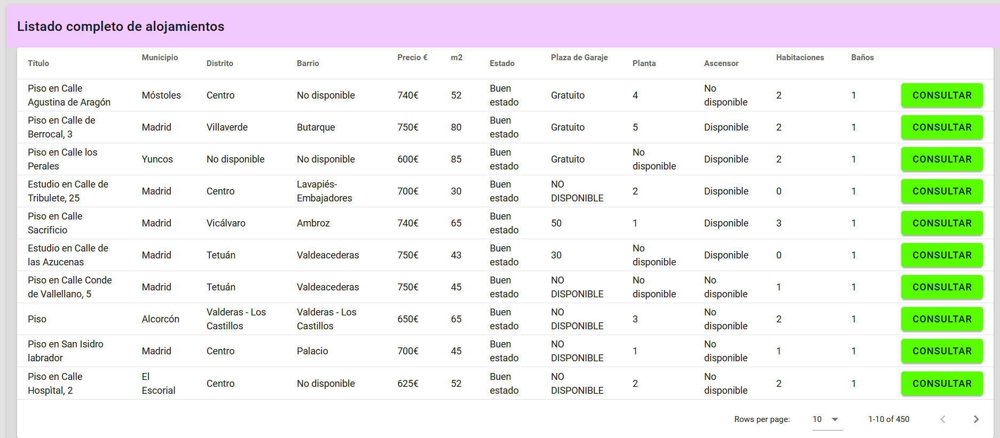 Listado completo de alojamientos
Título Municipio Distrito Barrio Precio € m2 Estado Plaza de Garaje Planta Ascensor Habitaciones Baños
Piso en Calle Agustina de Aragón Móstoles Centro No disponible 740€ 52 Buen estado Gratuito 4 No disponible 2 1 CONSULTAR
Piso en Calle de Berrocal, 3 Madrid Villaverde Butarque 750€ 80 Buen estado Gratuito 5 Disponible 2 1 CONSULTAR
Piso en Calle los Perales Yuncos No disponible No disponible 600€ 85 Buen estado Gratuito No disponible Disponible 2 1 CONSULTAR
Estudio en Calle de Tribulete, 25 Madrid Centro Lavapiés-Embajadores 700€ 30 Buen estado NO DISPONIBLE 2 Disponible 0 1 CONSULTAR
Piso en Calle Sacrificio Madrid Vicálvaro Ambroz 740€ 65 Buen estado 50 1 Disponible 3 1 CONSULTAR
Estudio en Calle de las Azucenas Madrid Tetuán Valdeacederas 750€ 43 Buen estado 30 No disponible Disponible 0 1 CONSULTAR
Piso en Calle Conde de Vallellano, 5 Madrid Tetuán Valdeacederas 750€ 45 Buen estado NO DISPONIBLE No disponible No disponible 1 1 CONSULTAR
Piso Alcorcón Valderas - Los Castillos Valderas - Los Castillos 650€ 65 Buen estado NO DISPONIBLE 3 No disponible 2 1 CONSULTAR
Piso en San Isidro labrador Madrid Centro Palacio 700€ 45 Buen estado NO DISPONIBLE 1 No disponible 1 1 CONSULTAR
Piso en Calle Hospìtal, 2 El Escorial Centro No disponible 625€ 52 Buen estado NO DISPONIBLE 2 No disponible 2 1 CONSULTAR
Rows per page: 10 1-10 of 450